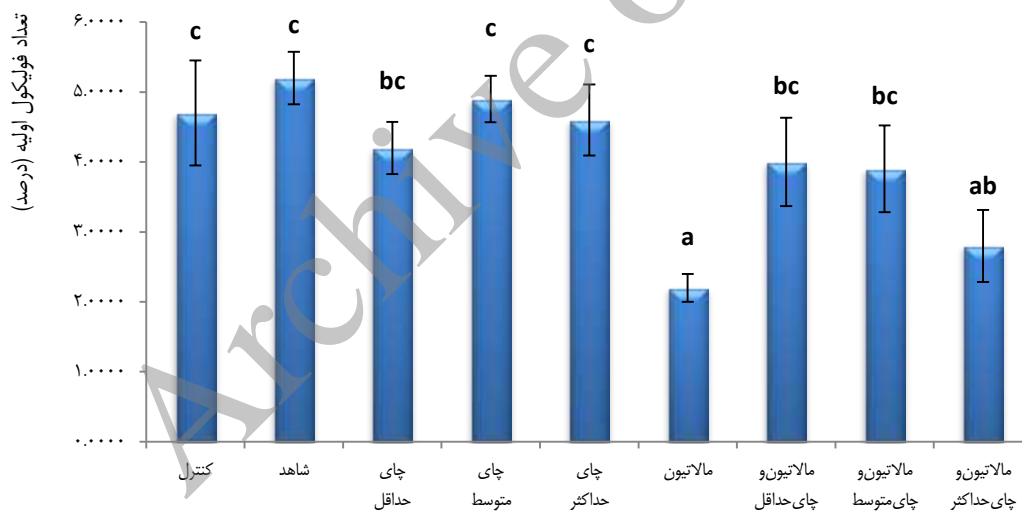 تعداد فولیکول اولیه (درصد)
۶.۰۰۰۰
۵.۰۰۰۰
۴.۰۰۰۰
۳.۰۰۰۰
۲.۰۰۰۰
۱.۰۰۰۰
۰.۰۰۰۰
c
c
bc
c
c
a
bc
bc
ab
کنترل
شاهد
چای
حداقل
چای
متوسط
چای
حداکثر
مالاتیون
مالاتیون‌و
چای‌حداقل
مالاتیون‌و
چای‌متوسط
مالاتیون‌و
چای‌حداکثر
Archive o